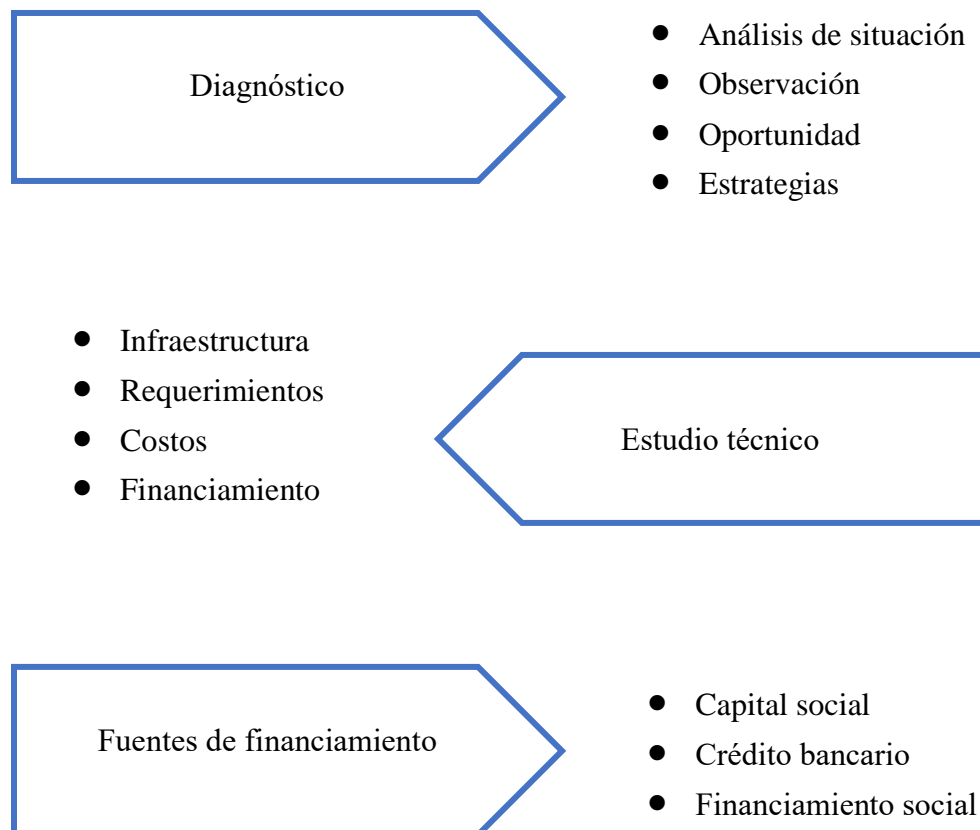 Diagnóstico
● Análisis de situación
● Observación
● Oportunidad
● Estrategias
● Infraestructura
● Requerimientos
● Costos
● Financiamiento
Estudio técnico
Fuentes de financiamiento
● Capital social
● Crédito bancario
● Financiamiento social